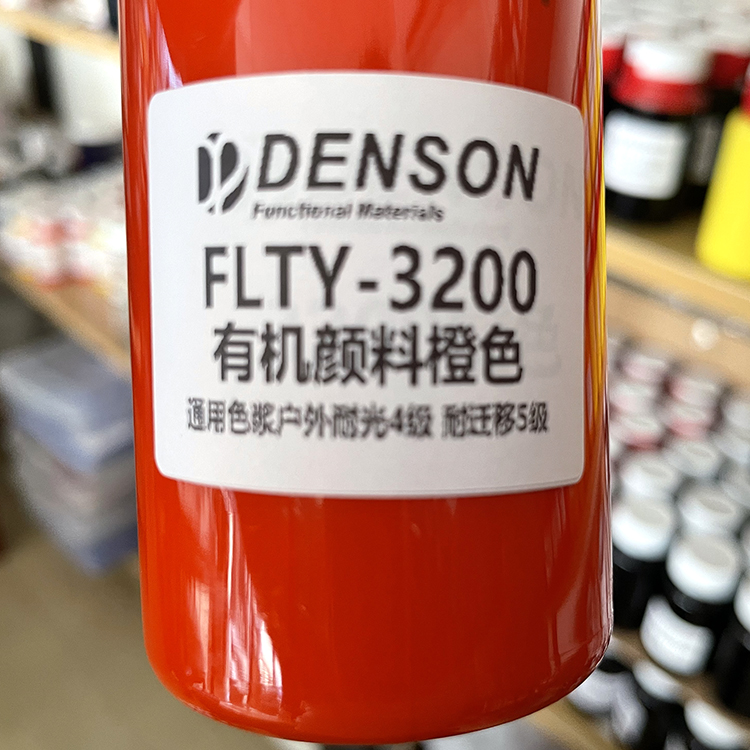 DENSON
Functional Materials
FLTY-3200
有机颜料橙色
通用色浆户外耐光4级 耐迁移5级